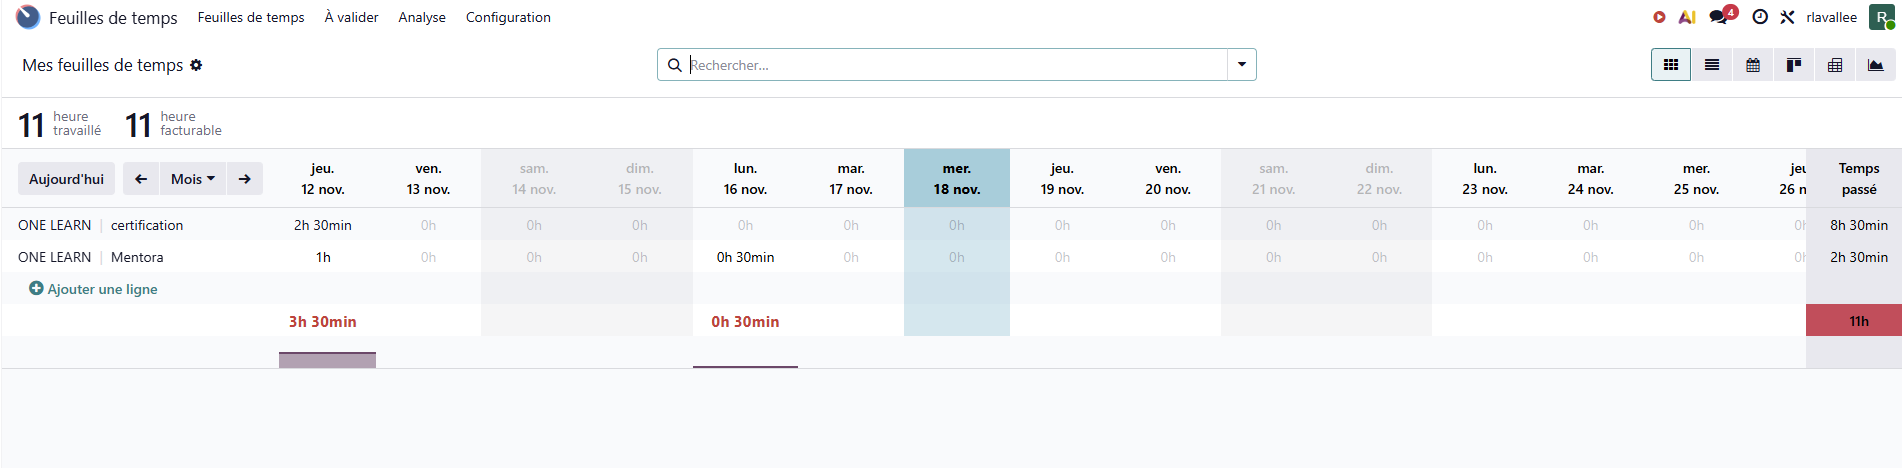 Feuilles de temps Feuilles de temps À valider Analyse Configuration 4 rlavallee R
Mes feuilles de temps Rechercher...
11 heure travaillé 11 heure facturable
Aujourd'hui Mois jeu. 12 nov. ven. 13 nov. sam. 14 nov. dim. 15 nov. lun. 16 nov. mar. 17 nov. mer. 18 nov. jeu. 19 nov. ven. 20 nov. sam. 21 nov. dim. 22 nov. lun. 23 nov. mar. 24 nov. mer. 25 nov. jeu 26 n Temps passé
ONE LEARN | certification 2h 30min 0h 0h 0h 0h 0h 0h 0h 0h 0h 0h 0h 0h 0h 0h 8h 30min
ONE LEARN | Mentora 1h 0h 0h 0h 0h 30min 0h 0h 0h 0h 0h 0h 0h 0h 0h 0h 2h 30min
Ajouter une ligne
3h 30min 0h 30min 11h